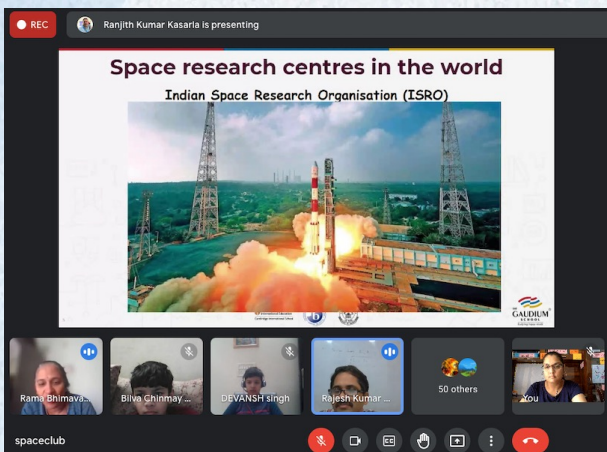 REC
Ranjith Kumar Kasarla is presenting
Space research centres in the world
Indian Space Research Organisation (ISRO)
GAUDIUM
SCHOOL
Rama Bhimava...
Bilva Chinmay ...
DEVANSH singh
Rajesh Kumar ...
50 others
You
spaceclub
CC